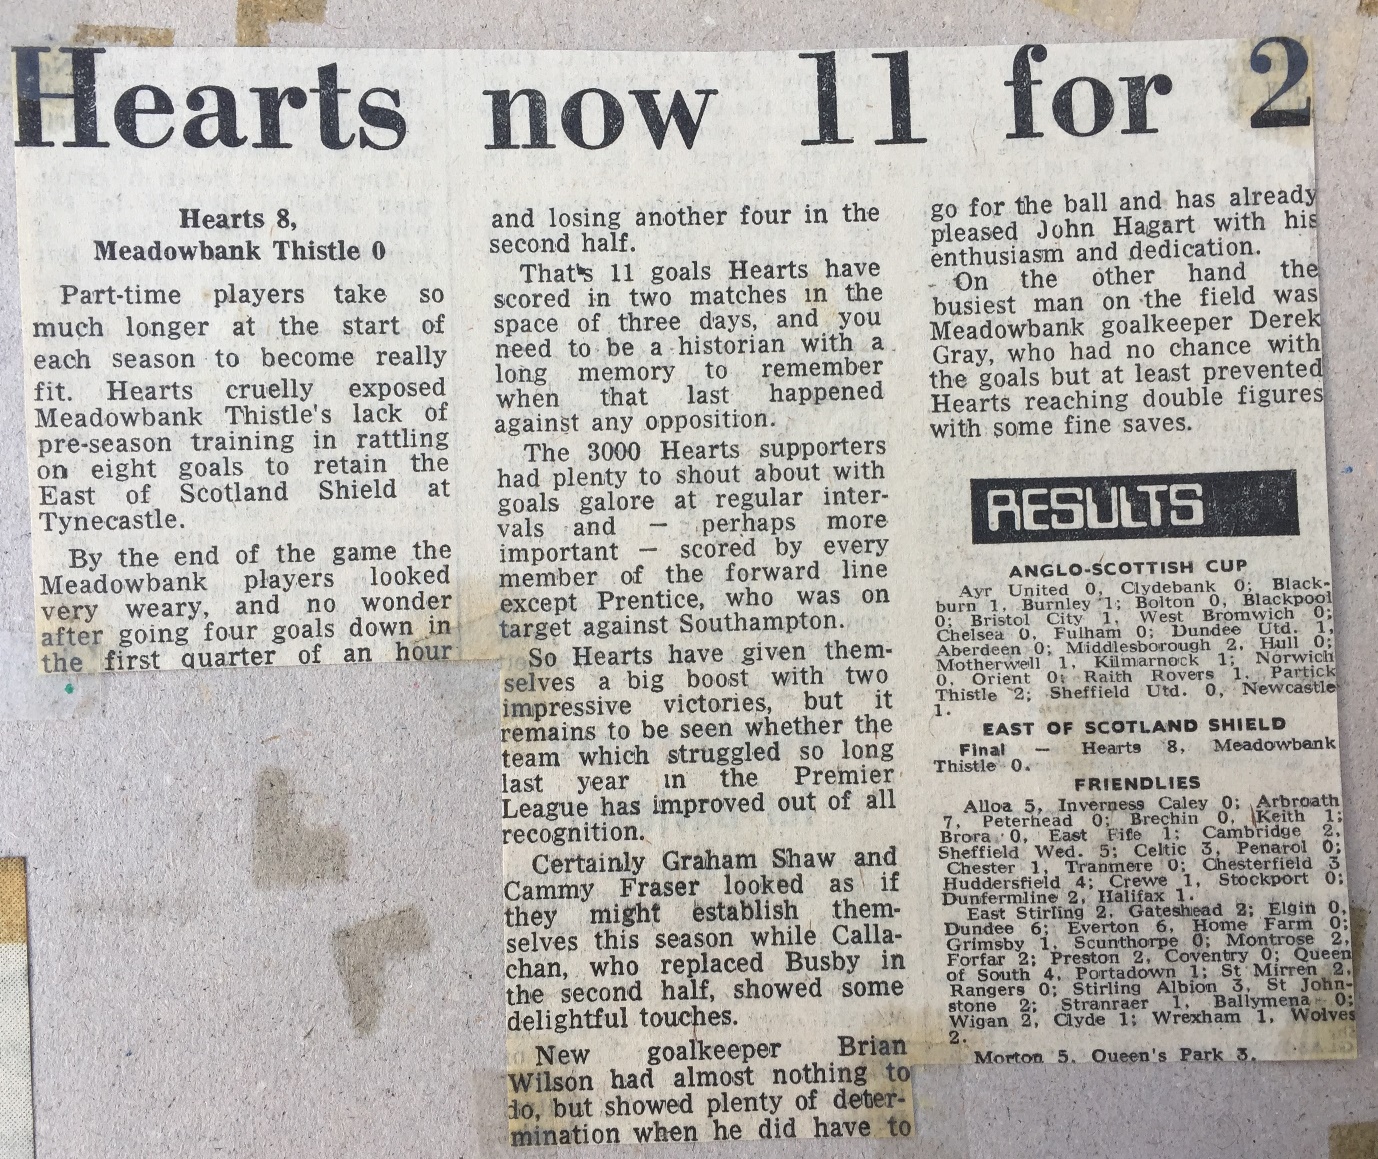 Hearts now 11 for 2
Hearts 8,
Meadowbank Thistle 0
Part-time players take so
much longer at the start of
each season to become really
fit. Hearts cruelly exposed
Meadowbank Thistle's lack of
pre-season training in rattling
on eight goals to retain the
East of Scotland Shield at
Tynecastle.
By the end of the game the
Meadowbank players looked
very weary, and no wonder
after going four goals down in
the first quarter of an hour
and losing another four in the
second half.
That's 11 goals Hearts have
scored in two matches in the
space of three days, and you
need to be a historian with a
long memory to remember
when that last happened
against any opposition.
The 3000 Hearts supporters
had plenty to shout about with
goals galore at regular inter-
vals and — perhaps more
important — scored by every
member of the forward line
except Prentice, who was on
target against Southampton.
So Hearts have given them-
selves a big boost with two
impressive victories, but it
remains to be seen whether the
team which struggled so long
last year in the Premier
League has improved out of all
recognition.
Certainly Graham Shaw and
Cammy Fraser looked as if
they might establish them-
selves this season while Calla-
chan, who replaced Busby in
the second half, showed some
delightful touches.
New goalkeeper Brian
Wilson had almost nothing to
do, but showed plenty of deter-
mination when he did have to
go for the ball and has already
pleased John Hagart with his
enthusiasm and dedication.
On the other hand the
busiest man on the field was
Meadowbank goalkeeper Derek
Gray, who had no chance with
the goals but at least prevented
Hearts reaching double figures
with some fine saves.
RESULTS
ANGLO-SCOTTISH CUP
Ayr United 0, Clydebank 0; Black-
burn 1, Burnley 1; Bolton 0, Blackpool
0; Bristol City 1, West Bromwich 0;
Chelsea 0, Fulham 0; Dundee Utd. 1,
Aberdeen 0; Middlesborough 2, Hull 0;
Motherwell 1, Kilmarnock 1; Norwich
0, Orient 0; Raith Rovers 1, Partick
Thistle 2; Sheffield Utd. 0, Newcastle
1.
EAST OF SCOTLAND SHIELD
Final — Hearts 8, Meadowbank
Thistle 0.
FRIENDLIES
Alloa 5, Inverness Caley 0; Arbroath
7, Peterhead 0; Brechin 0, Keith 1;
Brora 0, East Fife 1; Cambridge 2,
Sheffield Wed. 5; Celtic 3, Penarol 0;
Chester 1, Tranmere 0; Chesterfield 3
Huddersfield 4; Crewe 1, Stockport 0;
Dunfermline 2, Halifax 1.
East Stirling 2, Gateshead 2; Elgin 0,
Dundee 6; Everton 6, Home Farm 0;
Grimsby 1, Scunthorpe 0; Montrose 2,
Forfar 2; Preston 2, Coventry 0; Queen
of South 4, Portadown 1; St Mirren 2,
Rangers 0; Stirling Albion 3, St John-
stone 2; Stranraer 1, Ballymena 0;
Wigan 2, Clyde 1; Wrexham 1, Wolves
2.
Morton 5, Queen's Park 3.